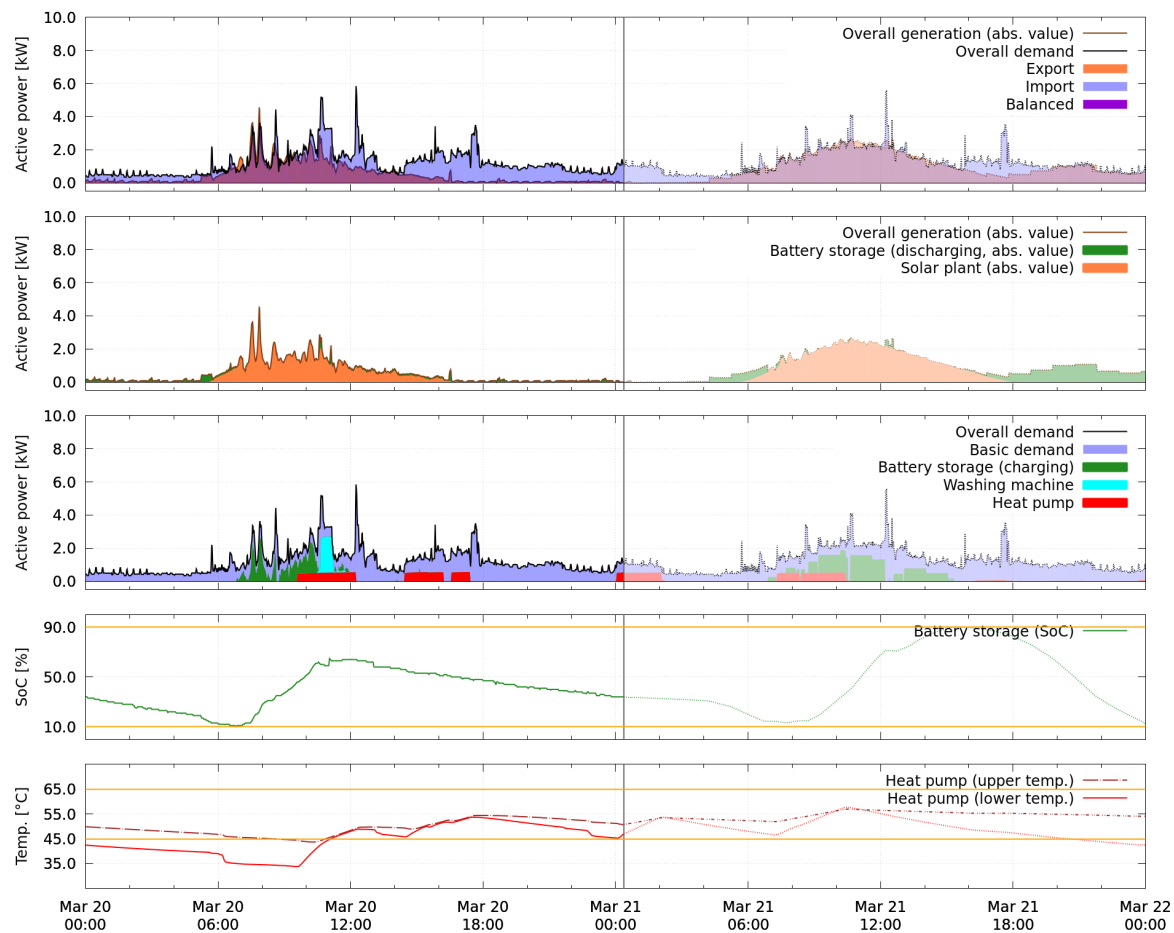 10.0
8.0
6.0
4.0
2.0
0.0
Active power [kW]
Overall generation (abs. value)
Overall demand
Export
Import
Balanced
10.0
8.0
6.0
4.0
2.0
0.0
Active power [kW]
Overall generation (abs. value)
Battery storage (discharging, abs. value)
Solar plant (abs. value)
10.0
8.0
6.0
4.0
2.0
0.0
Active power [kW]
Overall demand
Basic demand
Battery storage (charging)
Washing machine
Heat pump
90.0
50.0
10.0
SoC [%]
Battery storage (SoC)
65.0
55.0
45.0
35.0
Temp. [°C]
Heat pump (upper temp.)
Heat pump (lower temp.)
Mar 20
00:00
Mar 20
06:00
Mar 20
12:00
Mar 20
18:00
Mar 21
00:00
Mar 21
06:00
Mar 21
12:00
Mar 21
18:00
Mar 22
00:00